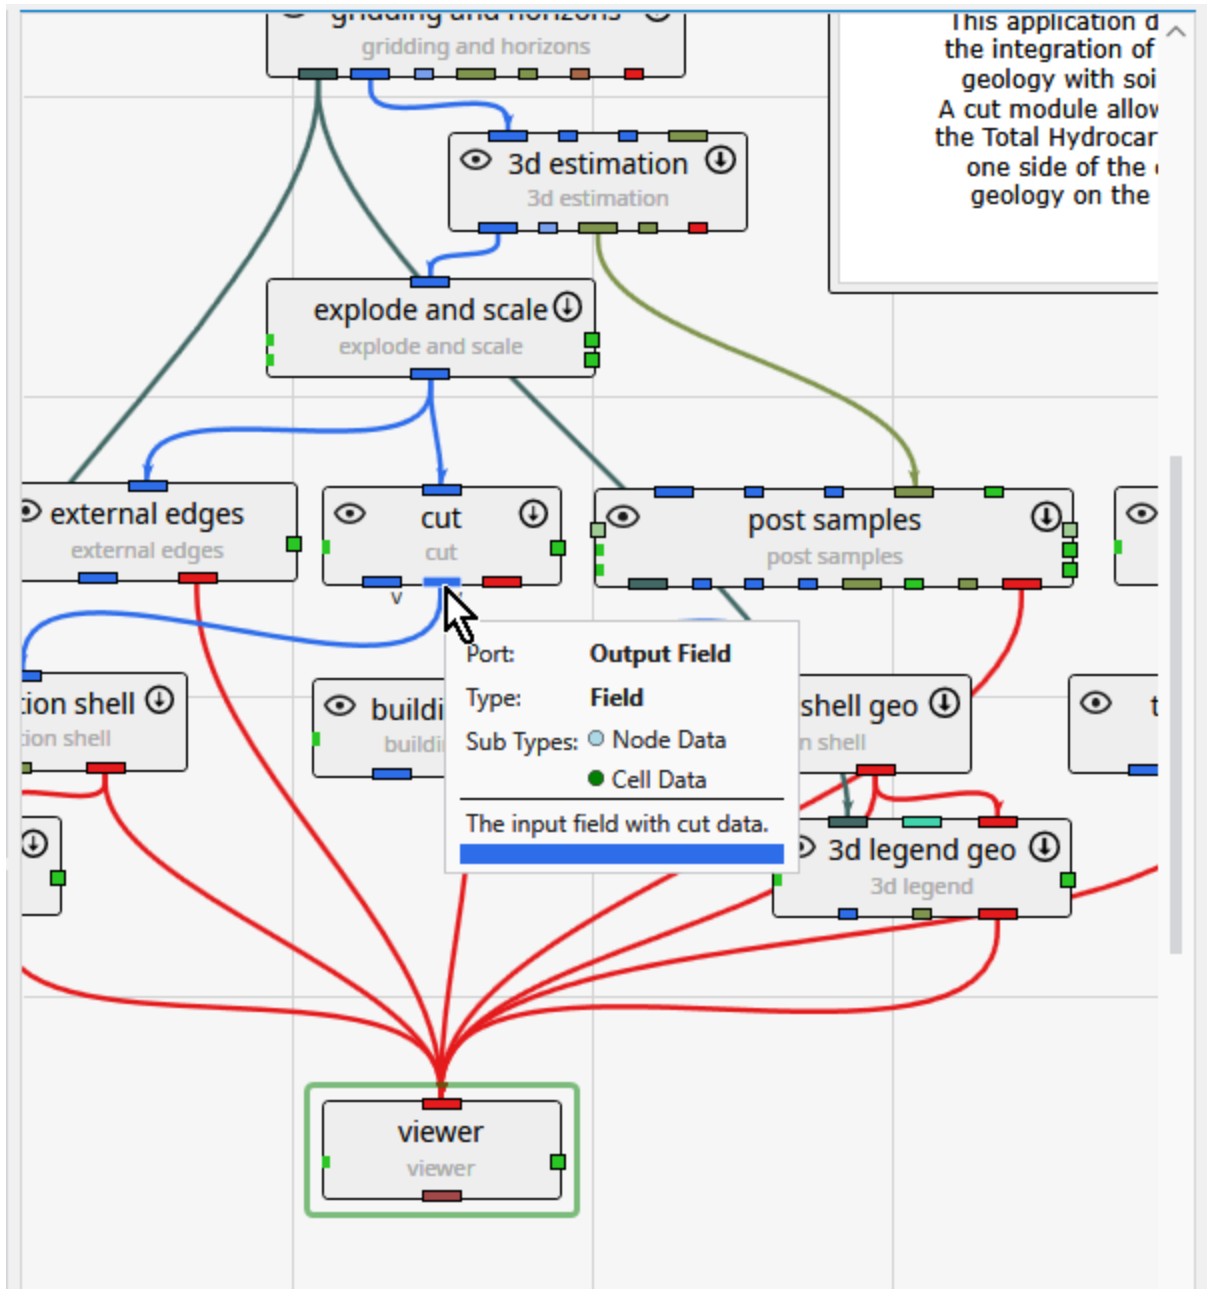 gridding and horizons
gridding and horizons
This application d
the integration of
geology with soi
A cut module allow
the Total Hydrocar
one side of the
geology on the
3d estimation
3d estimation
explode and scale
explode and scale
external edges
external edges
cut
cut
v
post samples
post samples
Port: Output Field
Type: Field
Sub Types: Node Data
Cell Data
The input field with cut data.
tion shell
tion shell
buildi
buildi
shell geo
n shell
t
3d legend geo
3d legend
viewer
viewer